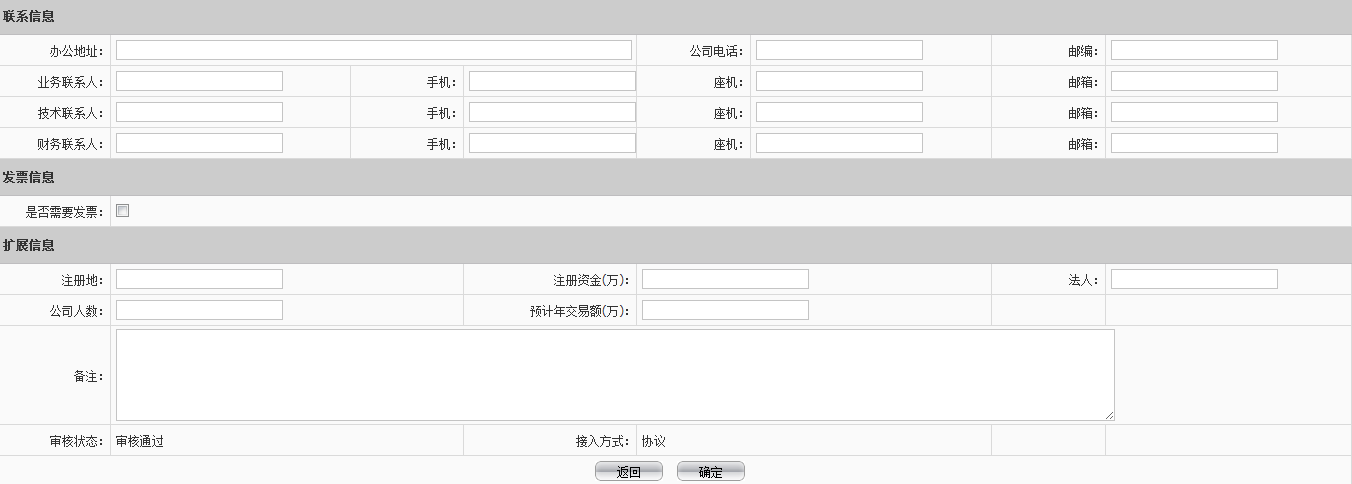 联系信息
办公地址： 公司电话： 邮编：
业务联系人： 手机： 座机： 邮箱：
技术联系人： 手机： 座机： 邮箱：
财务联系人： 手机： 座机： 邮箱：
发票信息
是否需要发票：
扩展信息
注册地： 注册资金(万)： 法人：
公司人数： 预计年交易额(万)：
备注：
审核状态： 审核通过 接入方式： 协议
返回 确定